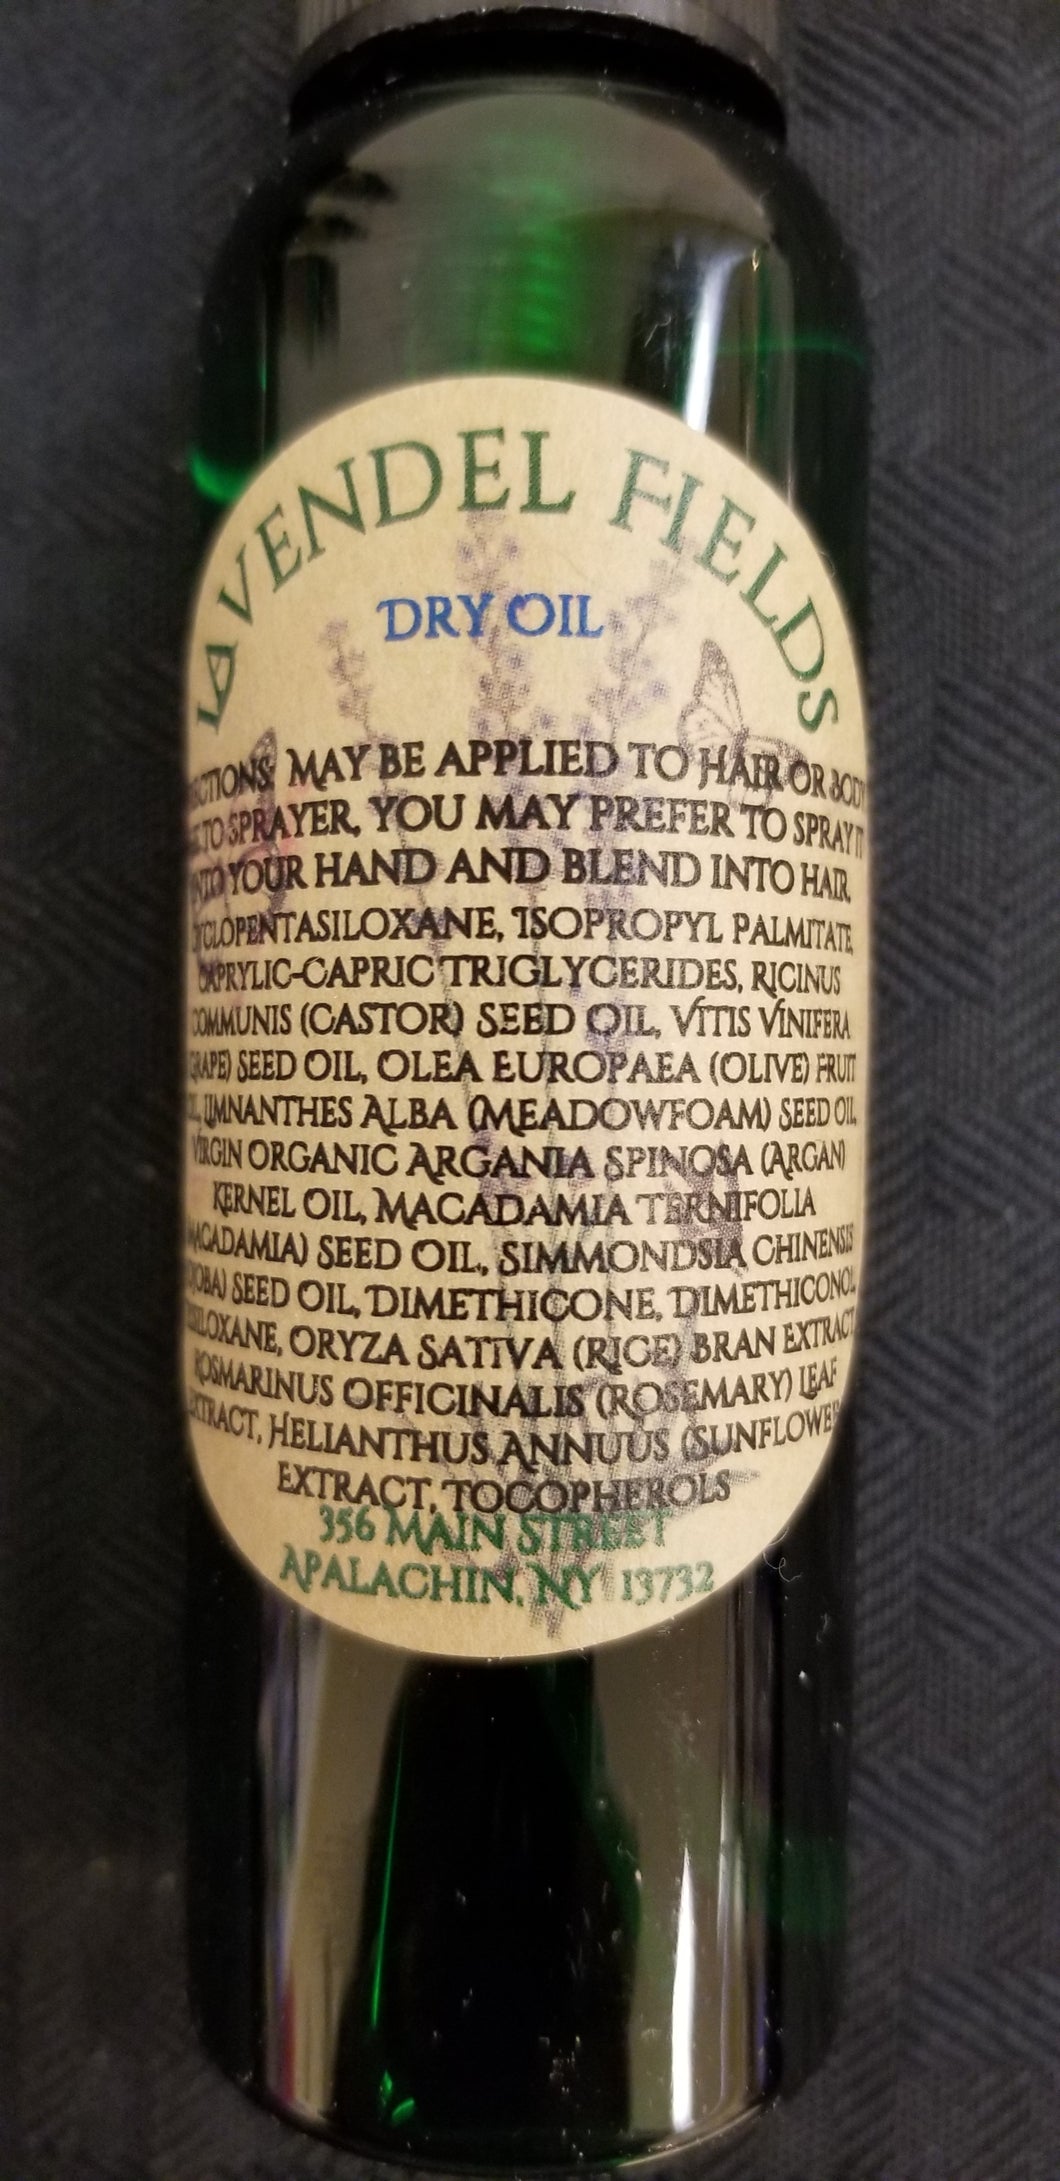 LAVENDEL FIELDS
DRY OIL
MAY BE APPLIED TO HAIR OR BODY
TO SPRAYER, YOU MAY PREFER TO SPRAY IT
INTO YOUR HAND AND BLEND INTO HAIR.
CYCLOPENTASILOXANE, ISOPROPYL PALMITATE,
CAPRYLIC-CAPRIC TRIGLYCERIDES, RICINUS
COMMUNIS (CASTOR) SEED OIL, VITIS VINIFERA
(GRAPE) SEED OIL, OLEA EUROPAEA (OLIVE) FRUIT
LIMNANTHES ALBA (MEADOWFOAM) SEED OIL,
VIRGIN ORGANIC ARGANIA SPINOSA (ARGAN)
KERNEL OIL, MACADAMIA TERNIFOLIA
(MACADAMIA) SEED OIL, SIMMONDSIA CHINENSIS
SEED OIL, DIMETHICONE, DIMETHICONOL,
ORYZA SATIVA (RICE) BRAN EXTRACT,
ROSMARINUS OFFICINALIS (ROSEMARY) LEAF
EXTRACT, HELIANTHUS ANNUUS (SUNFLOWER
EXTRACT, TOCOPHEROLS
356 MAIN STREET
APALACHIN, NY 13732